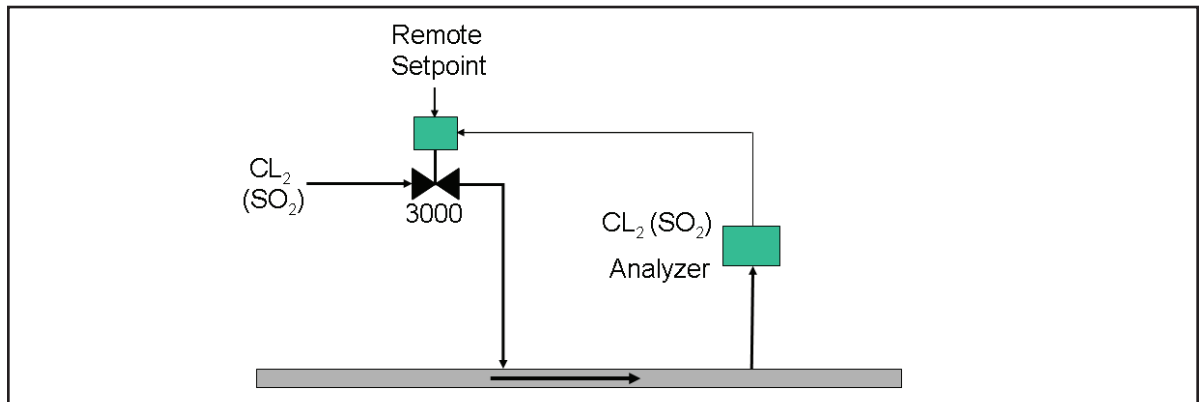 Remote
Setpoint
CL₂
(SO₂)
3000
CL₂ (SO₂)
Analyzer